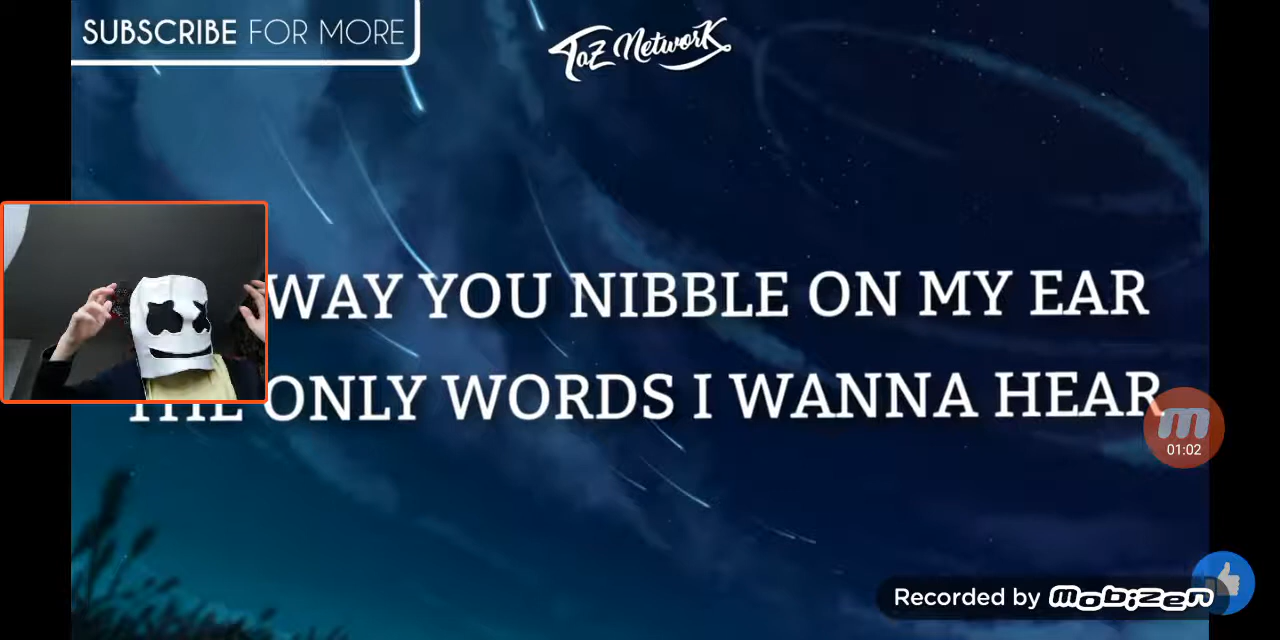 SUBSCRIBE FOR MORE
TaZ NetworK
WAY YOU NIBBLE ON MY EAR
THE ONLY WORDS I WANNA HEAR
m
01:02
Recorded by mobizen